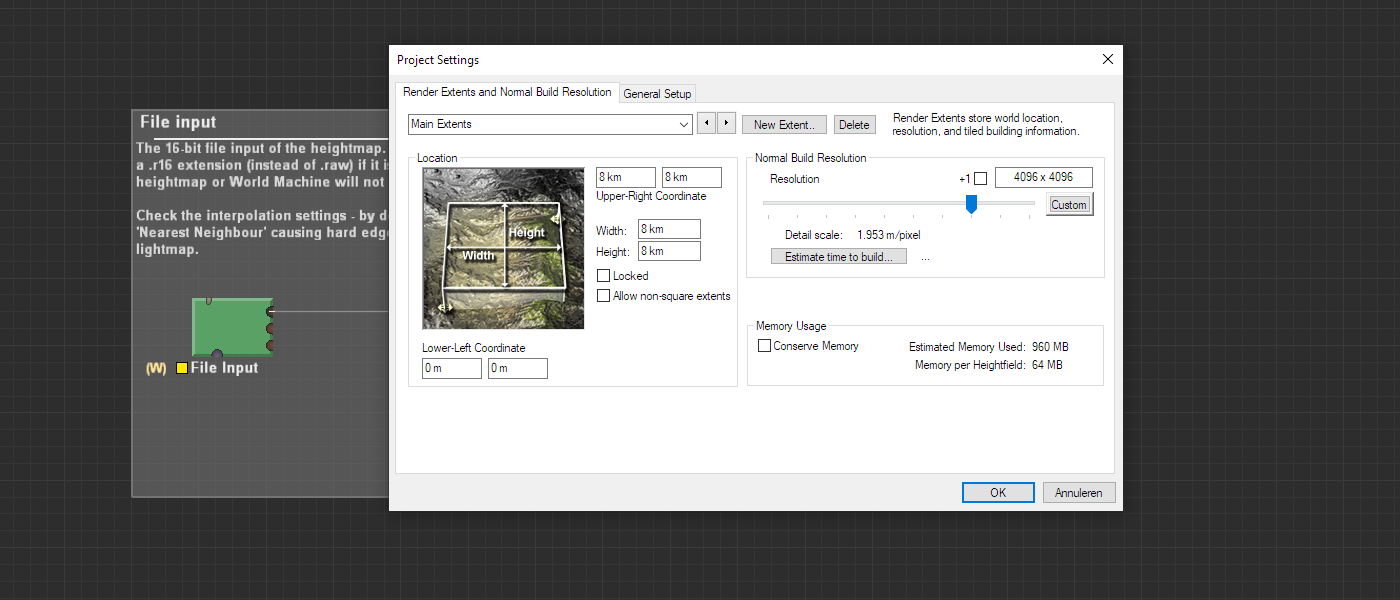 Project Settings
Render Extents and Normal Build Resolution
General Setup
Main Extents
New Extent..
Delete
Render Extents store world location,
resolution, and tiled building information.
Location
Height
Width
8 km
8 km
Upper-Right Coordinate
Width: 8 km
Height: 8 km
Locked
Allow non-square extents
Lower-Left Coordinate
0 m
0 m
Normal Build Resolution
Resolution
+1
4096 x 4096
Custom
Detail scale: 1.953 m/pixel
Estimate time to build...
...
Memory Usage
Conserve Memory
Estimated Memory Used: 960 MB
Memory per Heightfield: 64 MB
OK
Annuleren
File input
The 16-bit file input of the heightmap.
a .r16 extension (instead of .raw) if it i
heightmap or World Machine will not
Check the interpolation settings - by d
'Nearest Neighbour' causing hard edg
lightmap.
(W)
File Input